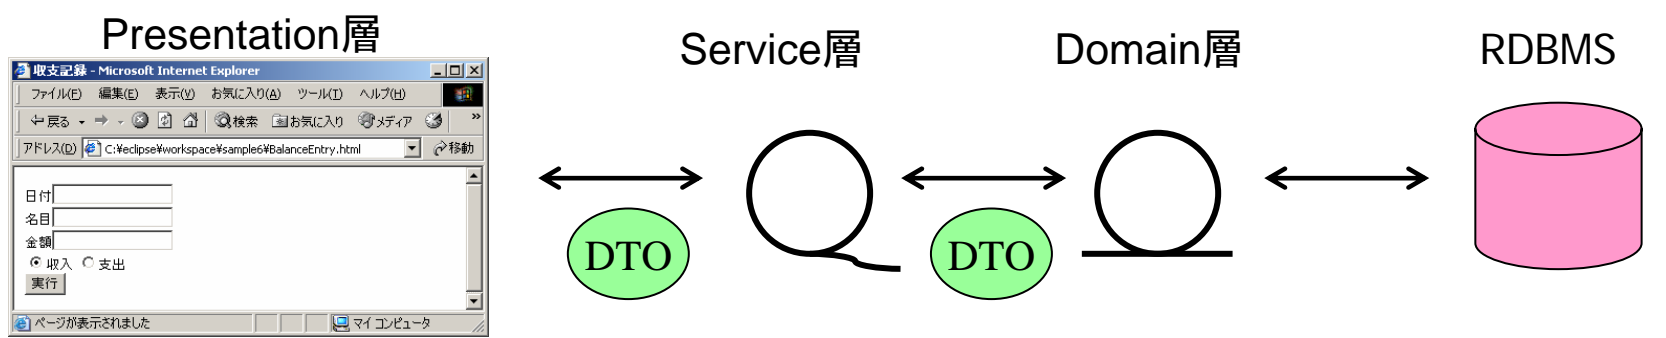 Presentation層
Service層
Domain層
RDBMS
収支記録 - Microsoft Internet Explorer
ファイル(F) 編集(E) 表示(V) お気に入り(A) ツール(T) ヘルプ(H)
戻る 検索 お気に入り メディア »
アドレス(D) C:¥eclipse¥workspace¥sample6¥BalanceEntry.html 移動
日付
名目
金額
収入 支出
実行
ページが表示されました マイ コンピュータ
DTO
DTO